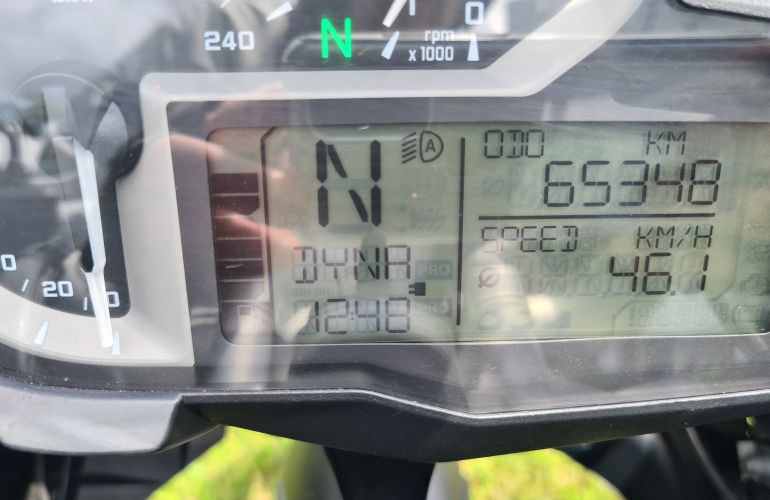 240 N rpm 0
x 1000
20 0
N A ODO KM
65348
SPEED KM/H
DYNA PRO Ø 46.1
12:48